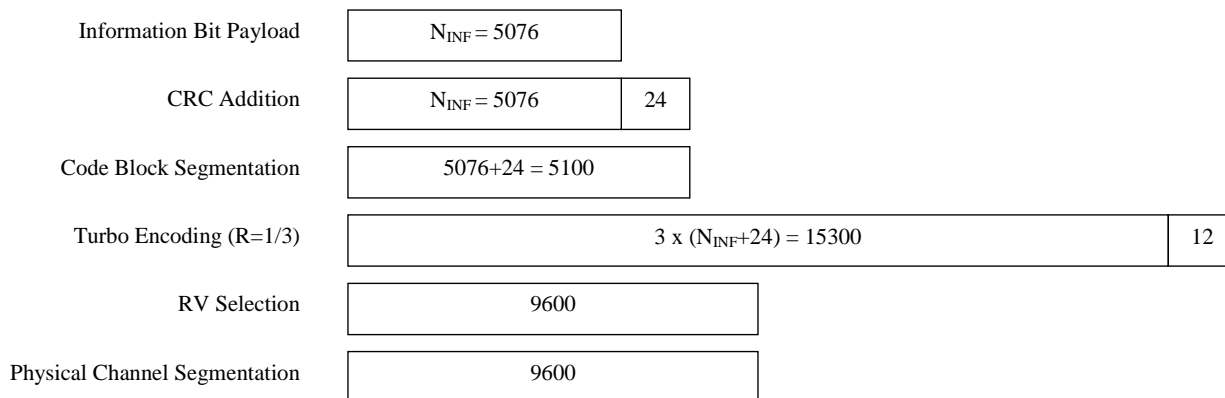 Information Bit Payload N_INF = 5076
CRC Addition N_INF = 5076 24
Code Block Segmentation 5076+24 = 5100
Turbo Encoding (R=1/3) 3 x (N_INF+24) = 15300 12
RV Selection 9600
Physical Channel Segmentation 9600